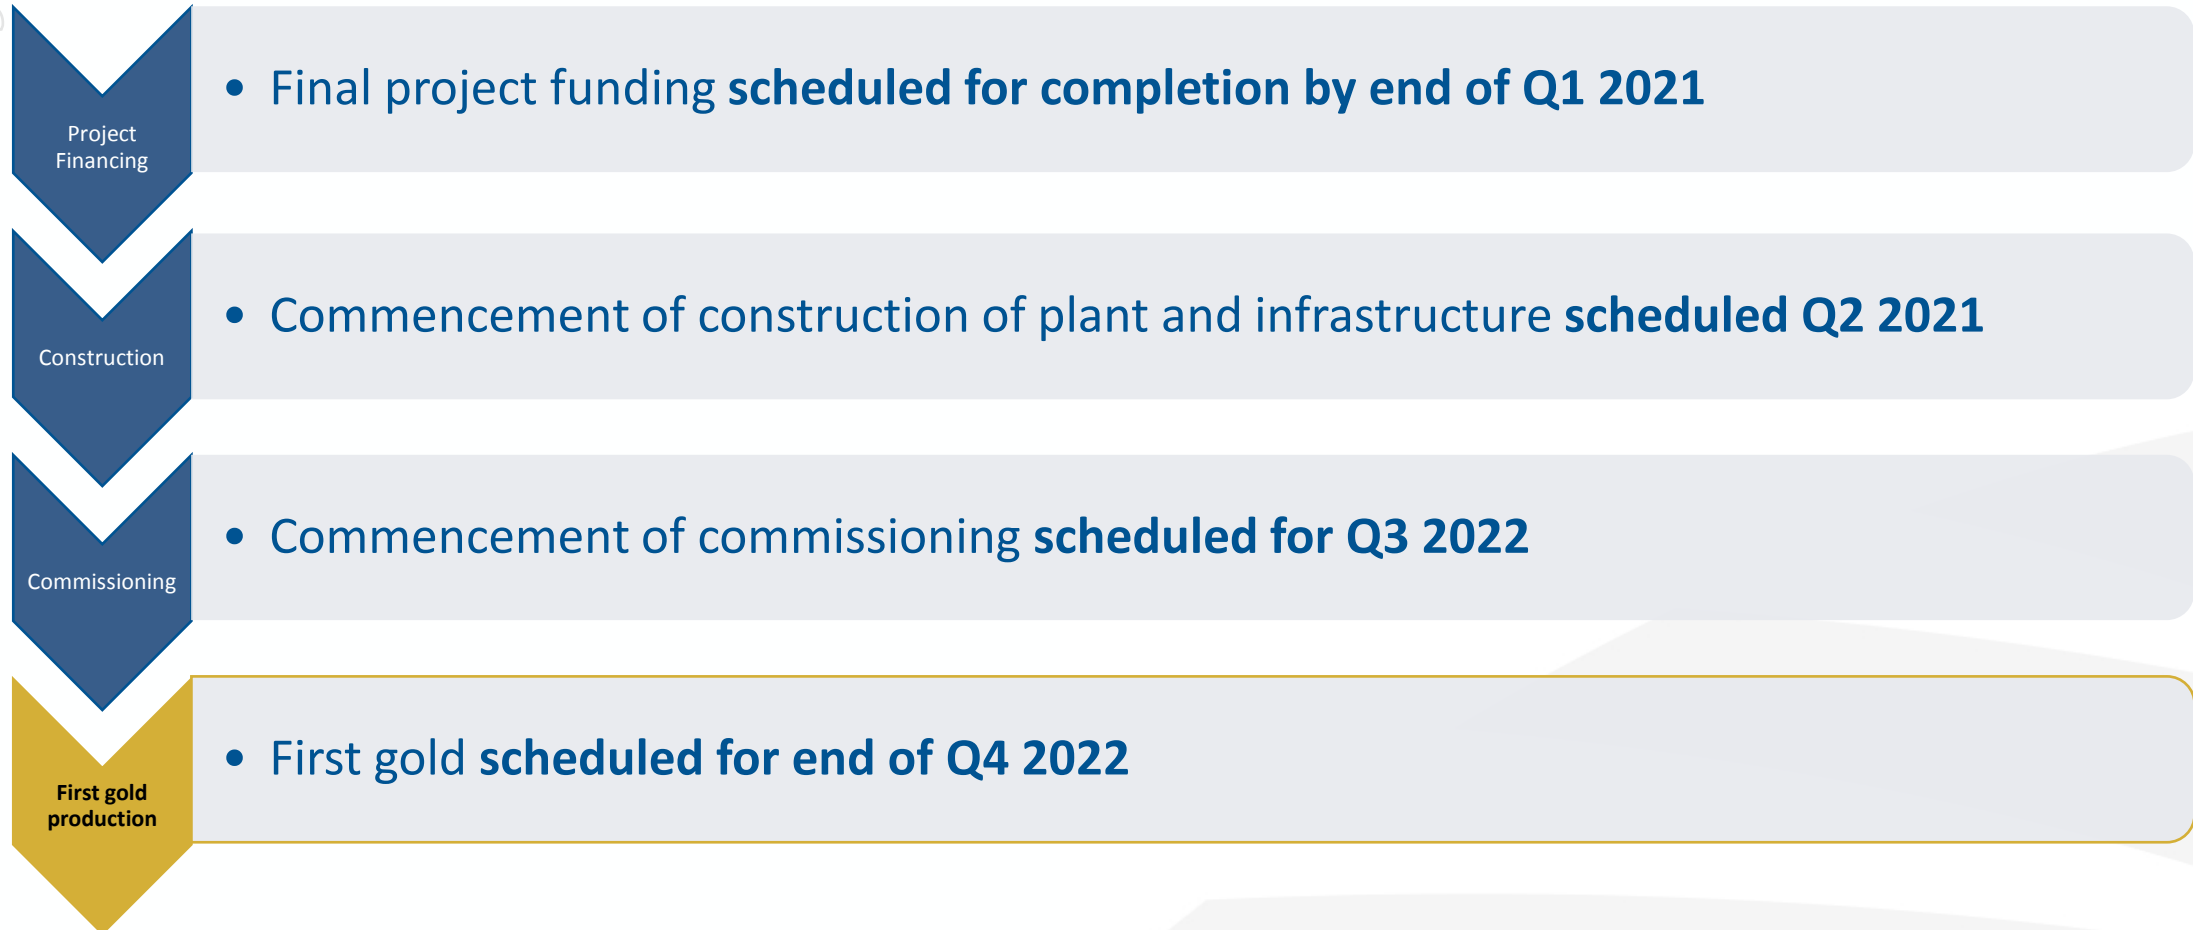 Project
Financing
• Final project funding scheduled for completion by end of Q1 2021
Construction
• Commencement of construction of plant and infrastructure scheduled Q2 2021
Commissioning
• Commencement of commissioning scheduled for Q3 2022
First gold
production
• First gold scheduled for end of Q4 2022